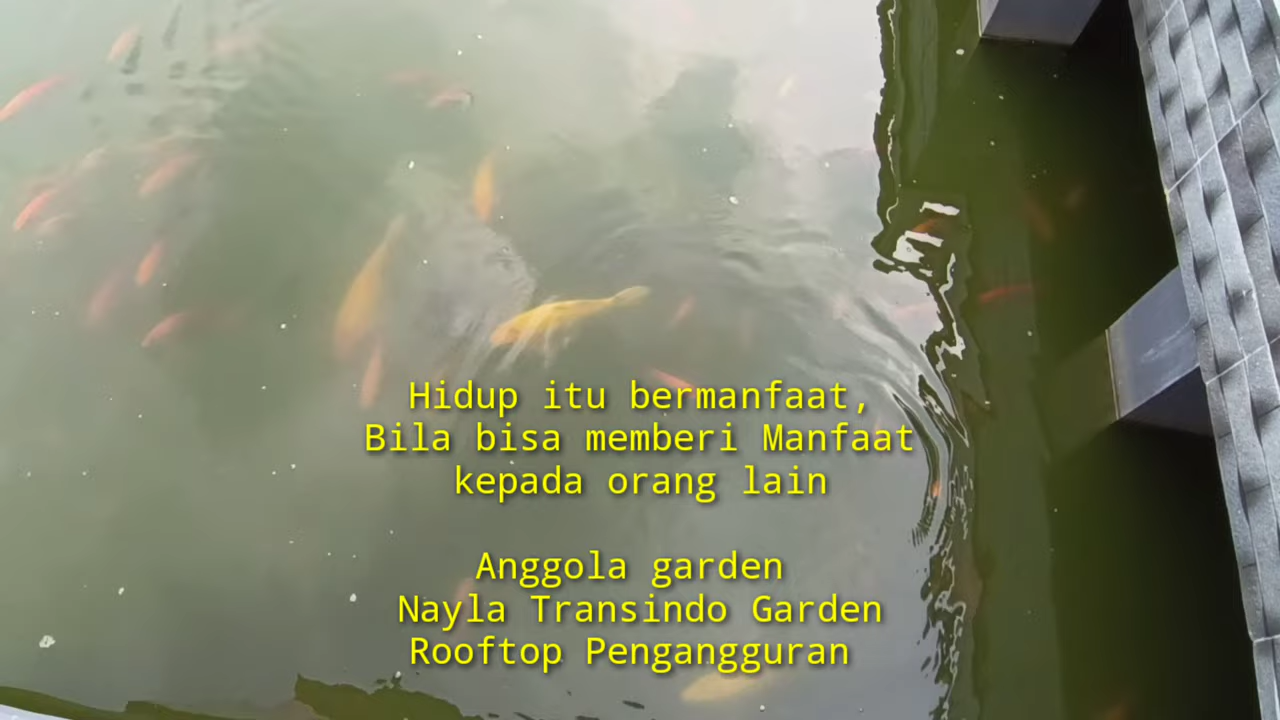 Hidup itu bermanfaat,
Bila bisa memberi Manfaat
kepada orang lain
Anggola garden
Nayla Transindo Garden
Rooftop Pengangguran